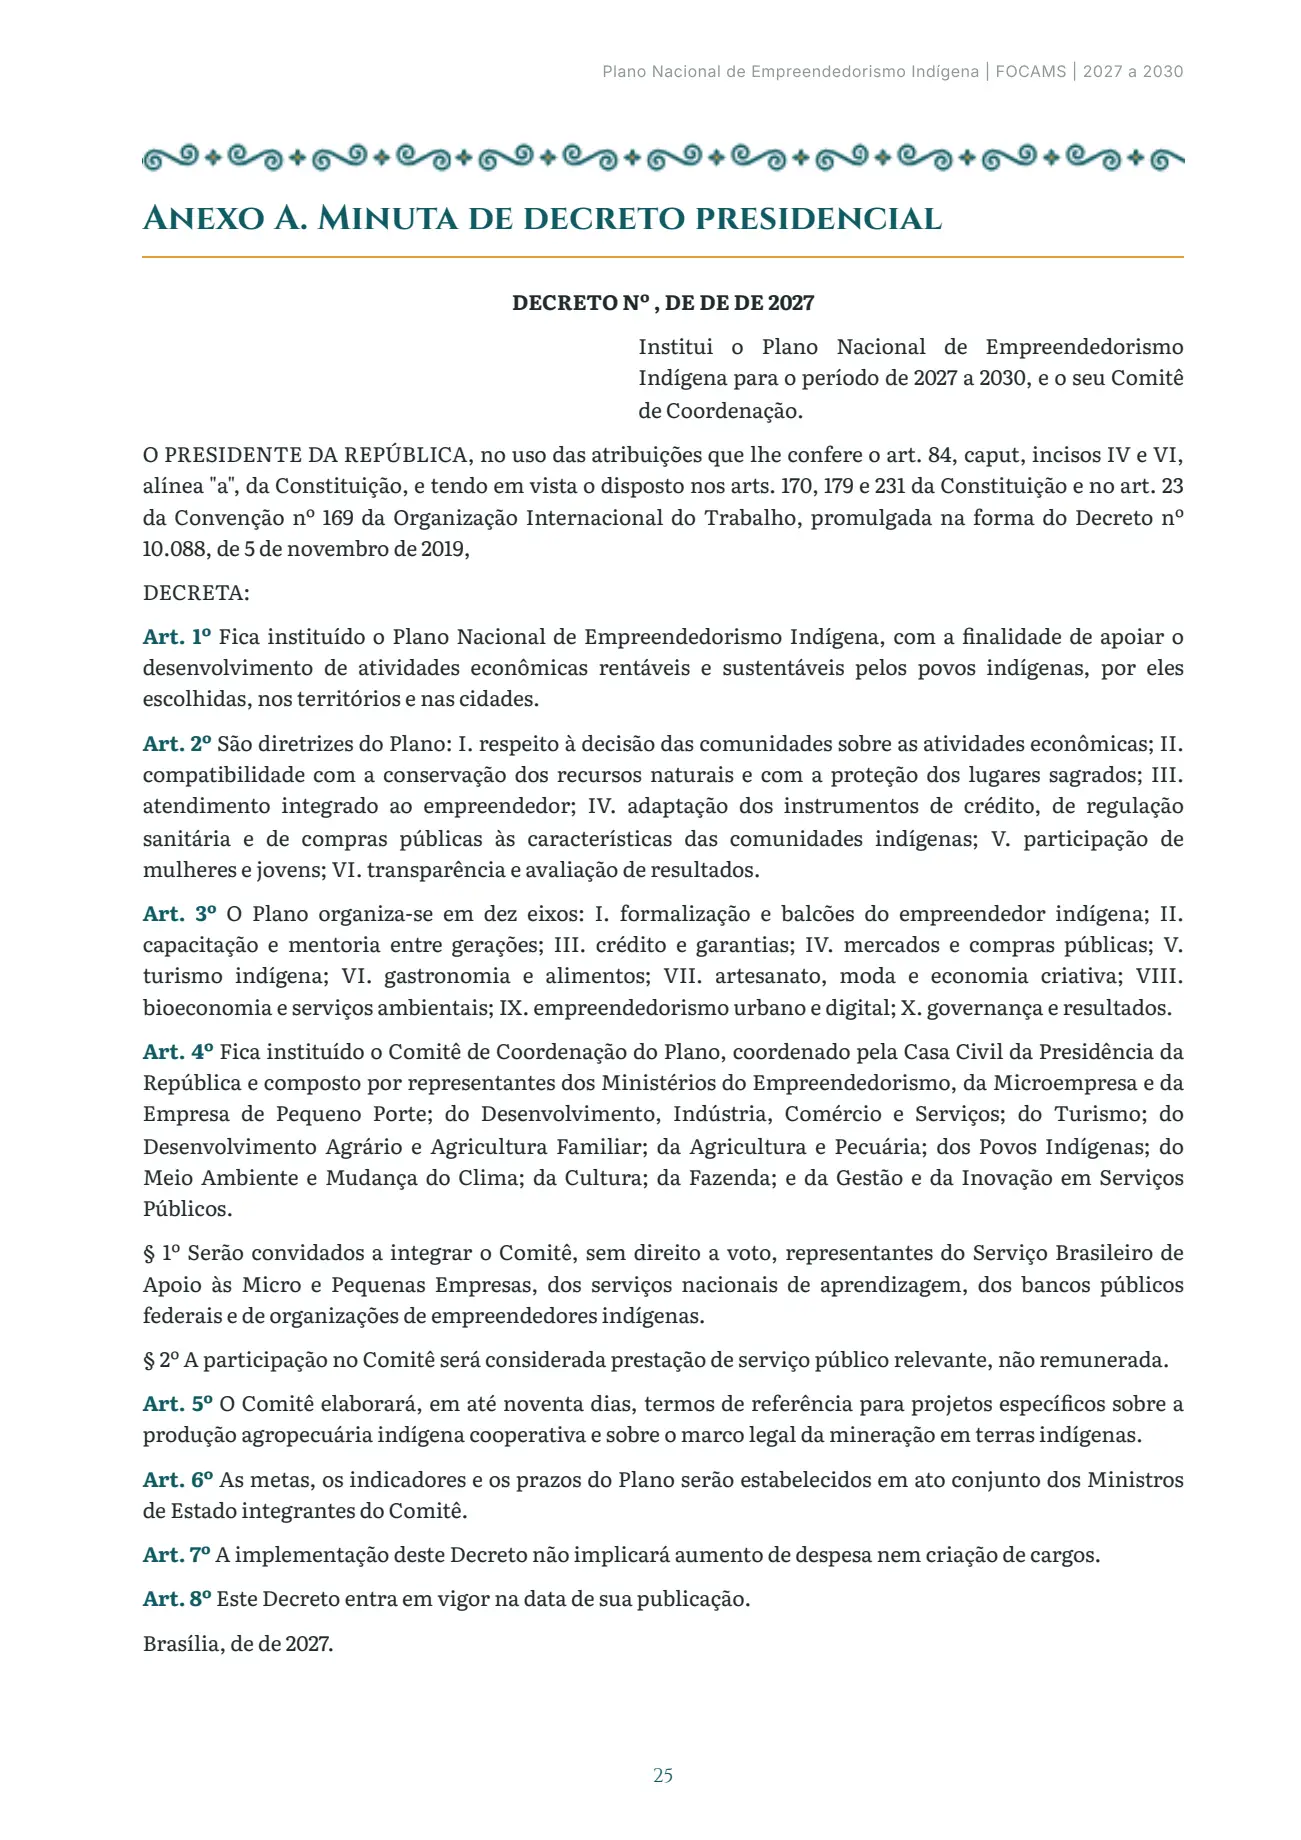 Plano Nacional de Empreendedorismo Indígena | FOCAMS | 2027 a 2030
Anexo A. Minuta de decreto presidencial
DECRETO Nº , DE DE DE 2027
Institui o Plano Nacional de Empreendedorismo
Indígena para o período de 2027 a 2030, e o seu Comitê
de Coordenação.
O PRESIDENTE DA REPÚBLICA, no uso das atribuições que lhe confere o art. 84, caput, incisos IV e VI,
alínea "a", da Constituição, e tendo em vista o disposto nos arts. 170, 179 e 231 da Constituição e no art. 23
da Convenção nº 169 da Organização Internacional do Trabalho, promulgada na forma do Decreto nº
10.088, de 5 de novembro de 2019,
DECRETA:
Art. 1º Fica instituído o Plano Nacional de Empreendedorismo Indígena, com a finalidade de apoiar o
desenvolvimento de atividades econômicas rentáveis e sustentáveis pelos povos indígenas, por eles
escolhidas, nos territórios e nas cidades.
Art. 2º São diretrizes do Plano: I. respeito à decisão das comunidades sobre as atividades econômicas; II.
compatibilidade com a conservação dos recursos naturais e com a proteção dos lugares sagrados; III.
atendimento integrado ao empreendedor; IV. adaptação dos instrumentos de crédito, de regulação
sanitária e de compras públicas às características das comunidades indígenas; V. participação de
mulheres e jovens; VI. transparência e avaliação de resultados.
Art. 3º O Plano organiza-se em dez eixos: I. formalização e balcões do empreendedor indígena; II.
capacitação e mentoria entre gerações; III. crédito e garantias; IV. mercados e compras públicas; V.
turismo indígena; VI. gastronomia e alimentos; VII. artesanato, moda e economia criativa; VIII.
bioeconomia e serviços ambientais; IX. empreendedorismo urbano e digital; X. governança e resultados.
Art. 4º Fica instituído o Comitê de Coordenação do Plano, coordenado pela Casa Civil da Presidência da
República e composto por representantes dos Ministérios do Empreendedorismo, da Microempresa e da
Empresa de Pequeno Porte; do Desenvolvimento, Indústria, Comércio e Serviços; do Turismo; do
Desenvolvimento Agrário e Agricultura Familiar; da Agricultura e Pecuária; dos Povos Indígenas; do
Meio Ambiente e Mudança do Clima; da Cultura; da Fazenda; e da Gestão e da Inovação em Serviços
Públicos.
§ 1º Serão convidados a integrar o Comitê, sem direito a voto, representantes do Serviço Brasileiro de
Apoio às Micro e Pequenas Empresas, dos serviços nacionais de aprendizagem, dos bancos públicos
federais e de organizações de empreendedores indígenas.
§ 2º A participação no Comitê será considerada prestação de serviço público relevante, não remunerada.
Art. 5º O Comitê elaborará, em até noventa dias, termos de referência para projetos específicos sobre a
produção agropecuária indígena cooperativa e sobre o marco legal da mineração em terras indígenas.
Art. 6º As metas, os indicadores e os prazos do Plano serão estabelecidos em ato conjunto dos Ministros
de Estado integrantes do Comitê.
Art. 7º A implementação deste Decreto não implicará aumento de despesa nem criação de cargos.
Art. 8º Este Decreto entra em vigor na data de sua publicação.
Brasília, de de 2027.
25